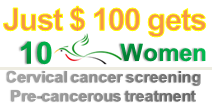 Just $ 100 gets
10 Women
Cervical cancer screening
Pre-cancerous treatment